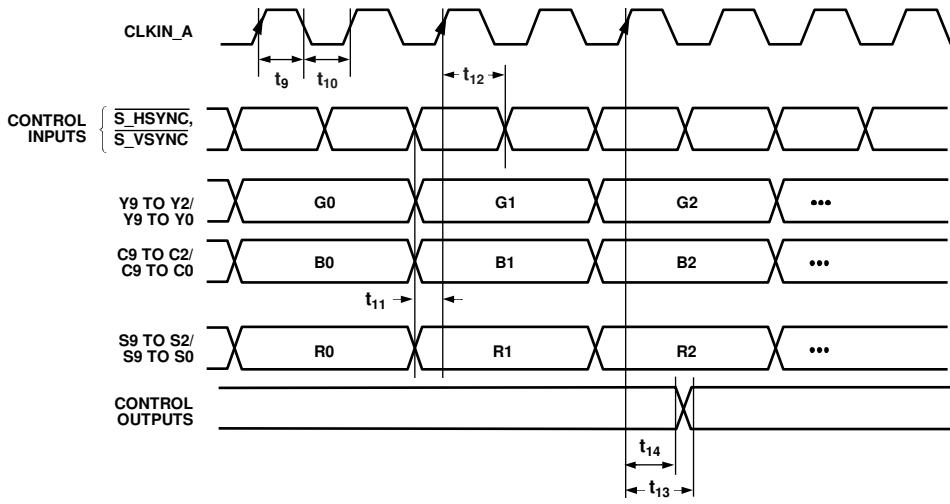 CLKIN_A
t9
t10
t12
CONTROL
INPUTS
S_HSYNC,
S_VSYNC
Y9 TO Y2/
Y9 TO Y0
G0
G1
G2
•••
C9 TO C2/
C9 TO C0
B0
B1
B2
•••
t11
S9 TO S2/
S9 TO S0
R0
R1
R2
•••
CONTROL
OUTPUTS
t14
t13